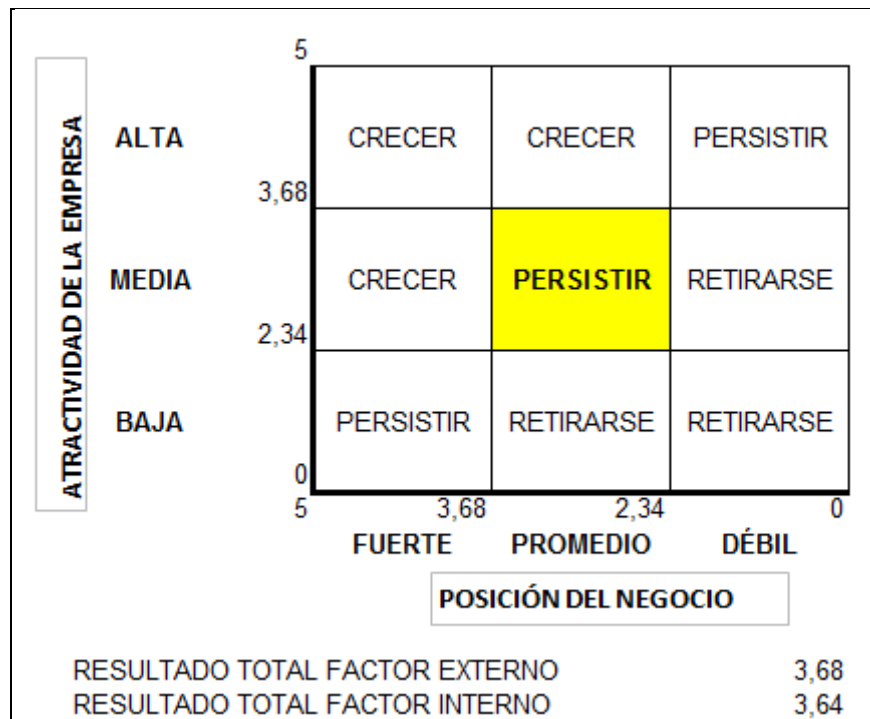 ATRACTIVIDAD DE LA EMPRESA
5
ALTA CRECER CRECER PERSISTIR
3,68
MEDIA CRECER PERSISTIR RETIRARSE
2,34
BAJA PERSISTIR RETIRARSE RETIRARSE
0
5 3,68 2,34 0
FUERTE PROMEDIO DÉBIL
POSICIÓN DEL NEGOCIO
RESULTADO TOTAL FACTOR EXTERNO 3,68
RESULTADO TOTAL FACTOR INTERNO 3,64